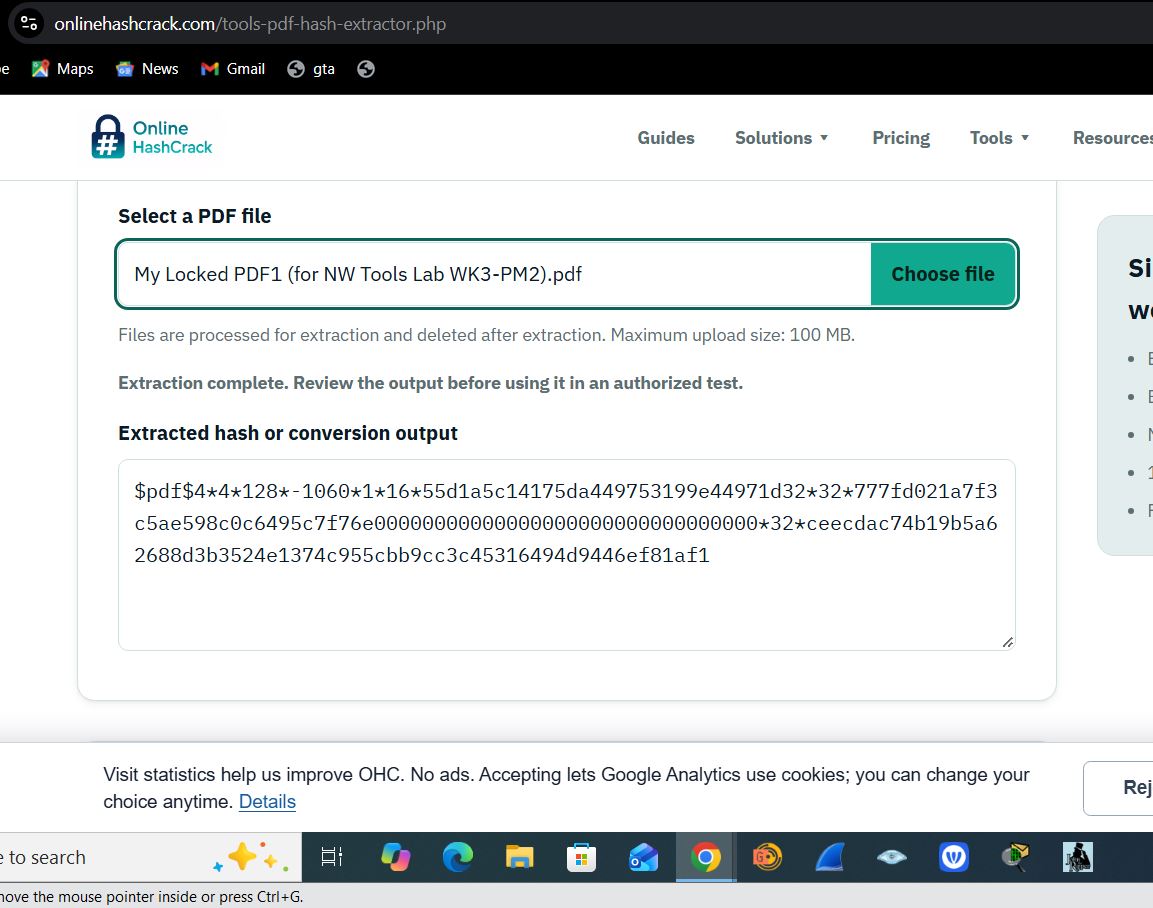 onlinehashcrack.com/tools-pdf-hash-extractor.php
e Maps News Gmail gta
Online
HashCrack
Guides Solutions Pricing Tools Resources
Select a PDF file
My Locked PDF1 (for NW Tools Lab WK3-PM2).pdf Choose file
Files are processed for extraction and deleted after extraction. Maximum upload size: 100 MB.
Extraction complete. Review the output before using it in an authorized test.
Extracted hash or conversion output
$pdf$4*4*128*-1060*1*16*55d1a5c14175da449753199e44971d32*32*777fd021a7f3
c5ae598c0c6495c7f76e00000000000000000000000000000000*32*ceecdac74b19b5a6
2688d3b3524e1374c955cbb9cc3c45316494d9446ef81af1
Si
Visit statistics help us improve OHC. No ads. Accepting lets Google Analytics use cookies; you can change your
choice anytime. Details
Rej
e to search
move the mouse pointer inside or press Ctrl+G.